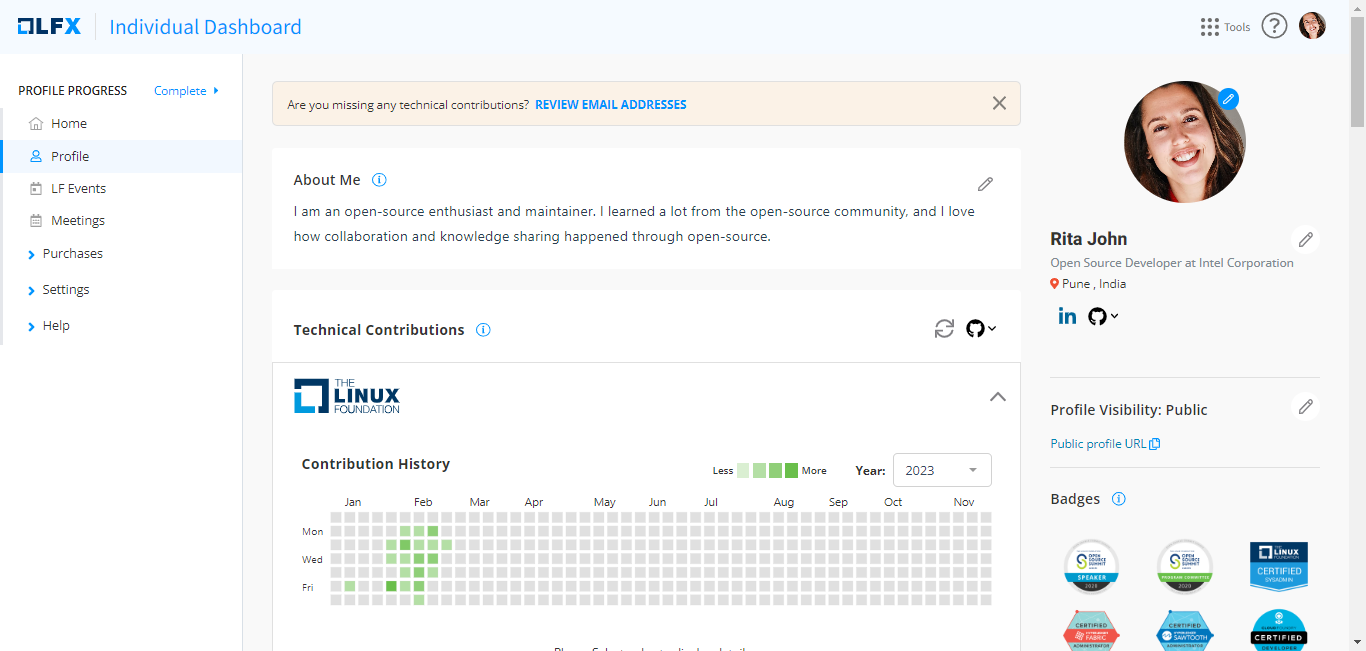 LFX
Individual Dashboard
Tools
?
PROFILE PROGRESS
Complete
Home
Profile
LF Events
Meetings
Purchases
Settings
Help
Are you missing any technical contributions? REVIEW EMAIL ADDRESSES
About Me
I am an open-source enthusiast and maintainer. I learned a lot from the open-source community, and I love
how collaboration and knowledge sharing happened through open-source.
Technical Contributions
THE
LINUX
FOUNDATION
Contribution History
Less
More
Year:
2023
Jan Feb Mar Apr May Jun Jul Aug Sep Oct Nov
Mon
Wed
Fri
Rita John
Open Source Developer at Intel Corporation
Pune , India
in
Profile Visibility: Public
Public profile URL
Badges
OPEN
SOURCE
SUMMIT
SPEAKER
2020
OPEN
SOURCE
SUMMIT
PROGRAM COMMITTEE
2020
THE
LINUX
FOUNDATION
CERTIFIED
SYSADMIN
CERTIFIED
HYPERLEDGER
FABRIC
ADMINISTRATOR
CERTIFIED
HYPERLEDGER
SAWTOOTH
ADMINISTRATOR
CERTIFIED
DEVELOPER